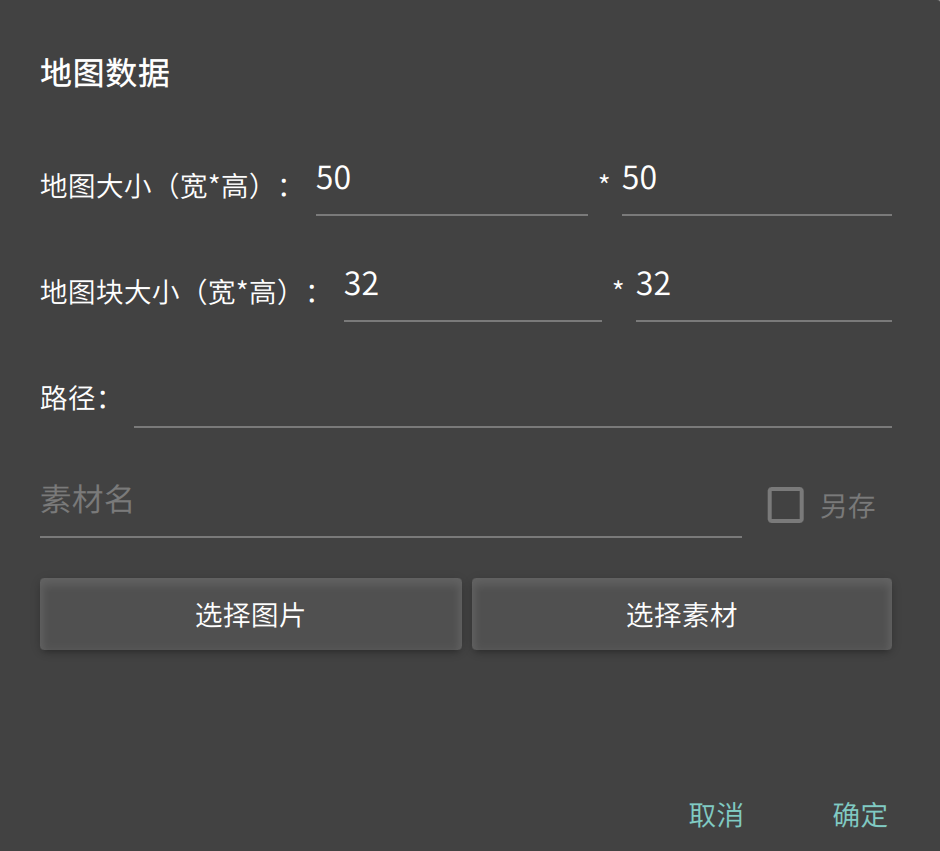 地图数据
地图大小（宽*高）： 50 * 50
地图块大小（宽*高）： 32 * 32
路径：
素材名 另存
选择图片 选择素材
取消 确定